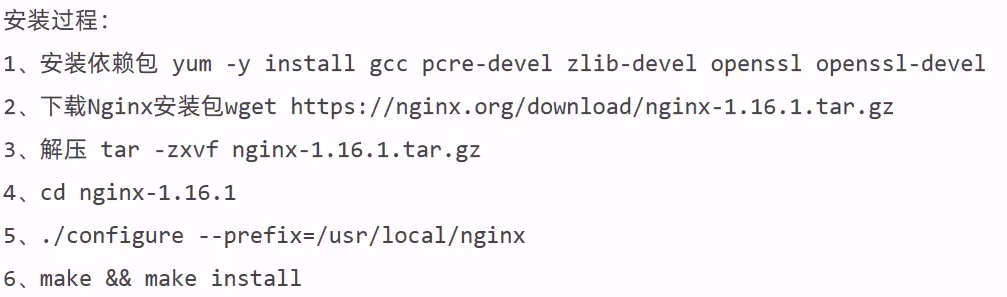 安装过程：
1、安装依赖包 yum -y install gcc pcre-devel zlib-devel openssl openssl-devel
2、下载Nginx安装包wget https://nginx.org/download/nginx-1.16.1.tar.gz
3、解压 tar -zxvf nginx-1.16.1.tar.gz
4、cd nginx-1.16.1
5、./configure --prefix=/usr/local/nginx
6、make && make install